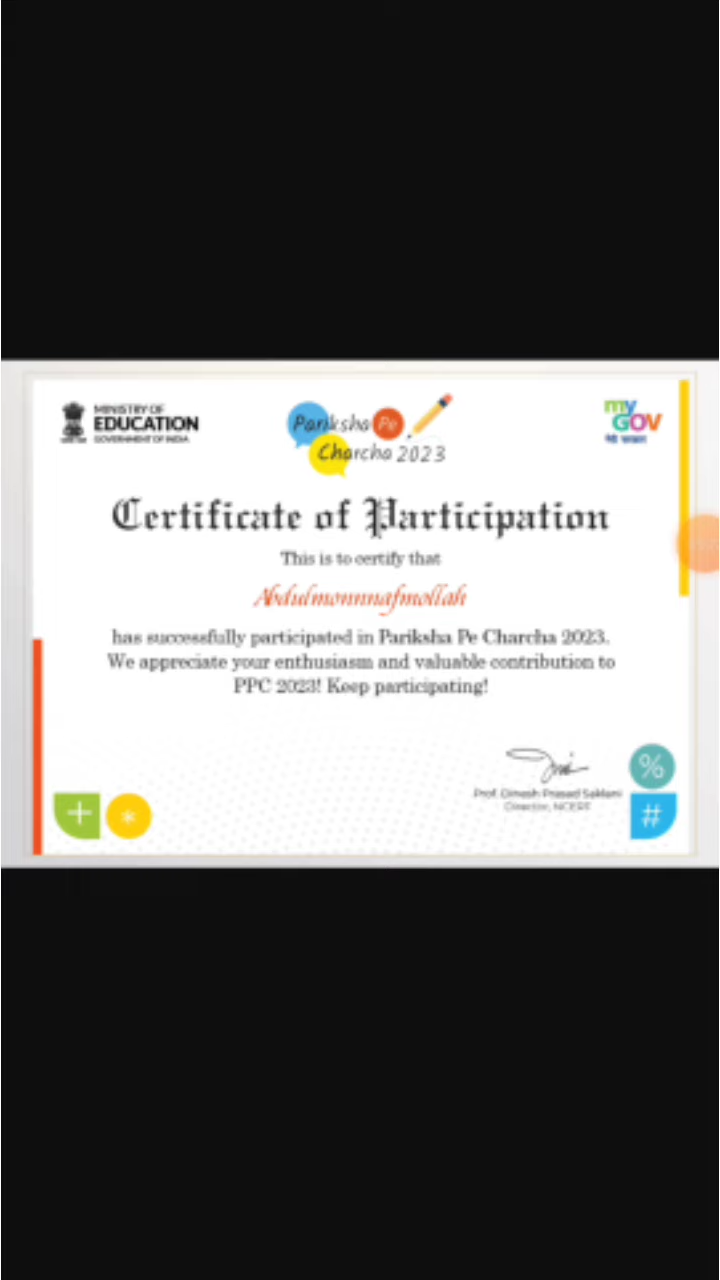 MINISTRY OF
EDUCATION
GOVERNMENT OF INDIA
Pariksha Pe
Charcha 2023
my
GOV
मेरी सरकार
Certificate of Participation
This is to certify that
Abdulmonnnafmollah
has successfully participated in Pariksha Pe Charcha 2023.
We appreciate your enthusiasm and valuable contribution to
PPC 2023! Keep participating!
Prof. Dinesh Prasad Saklani
Director, NCERT
+ *
%
#